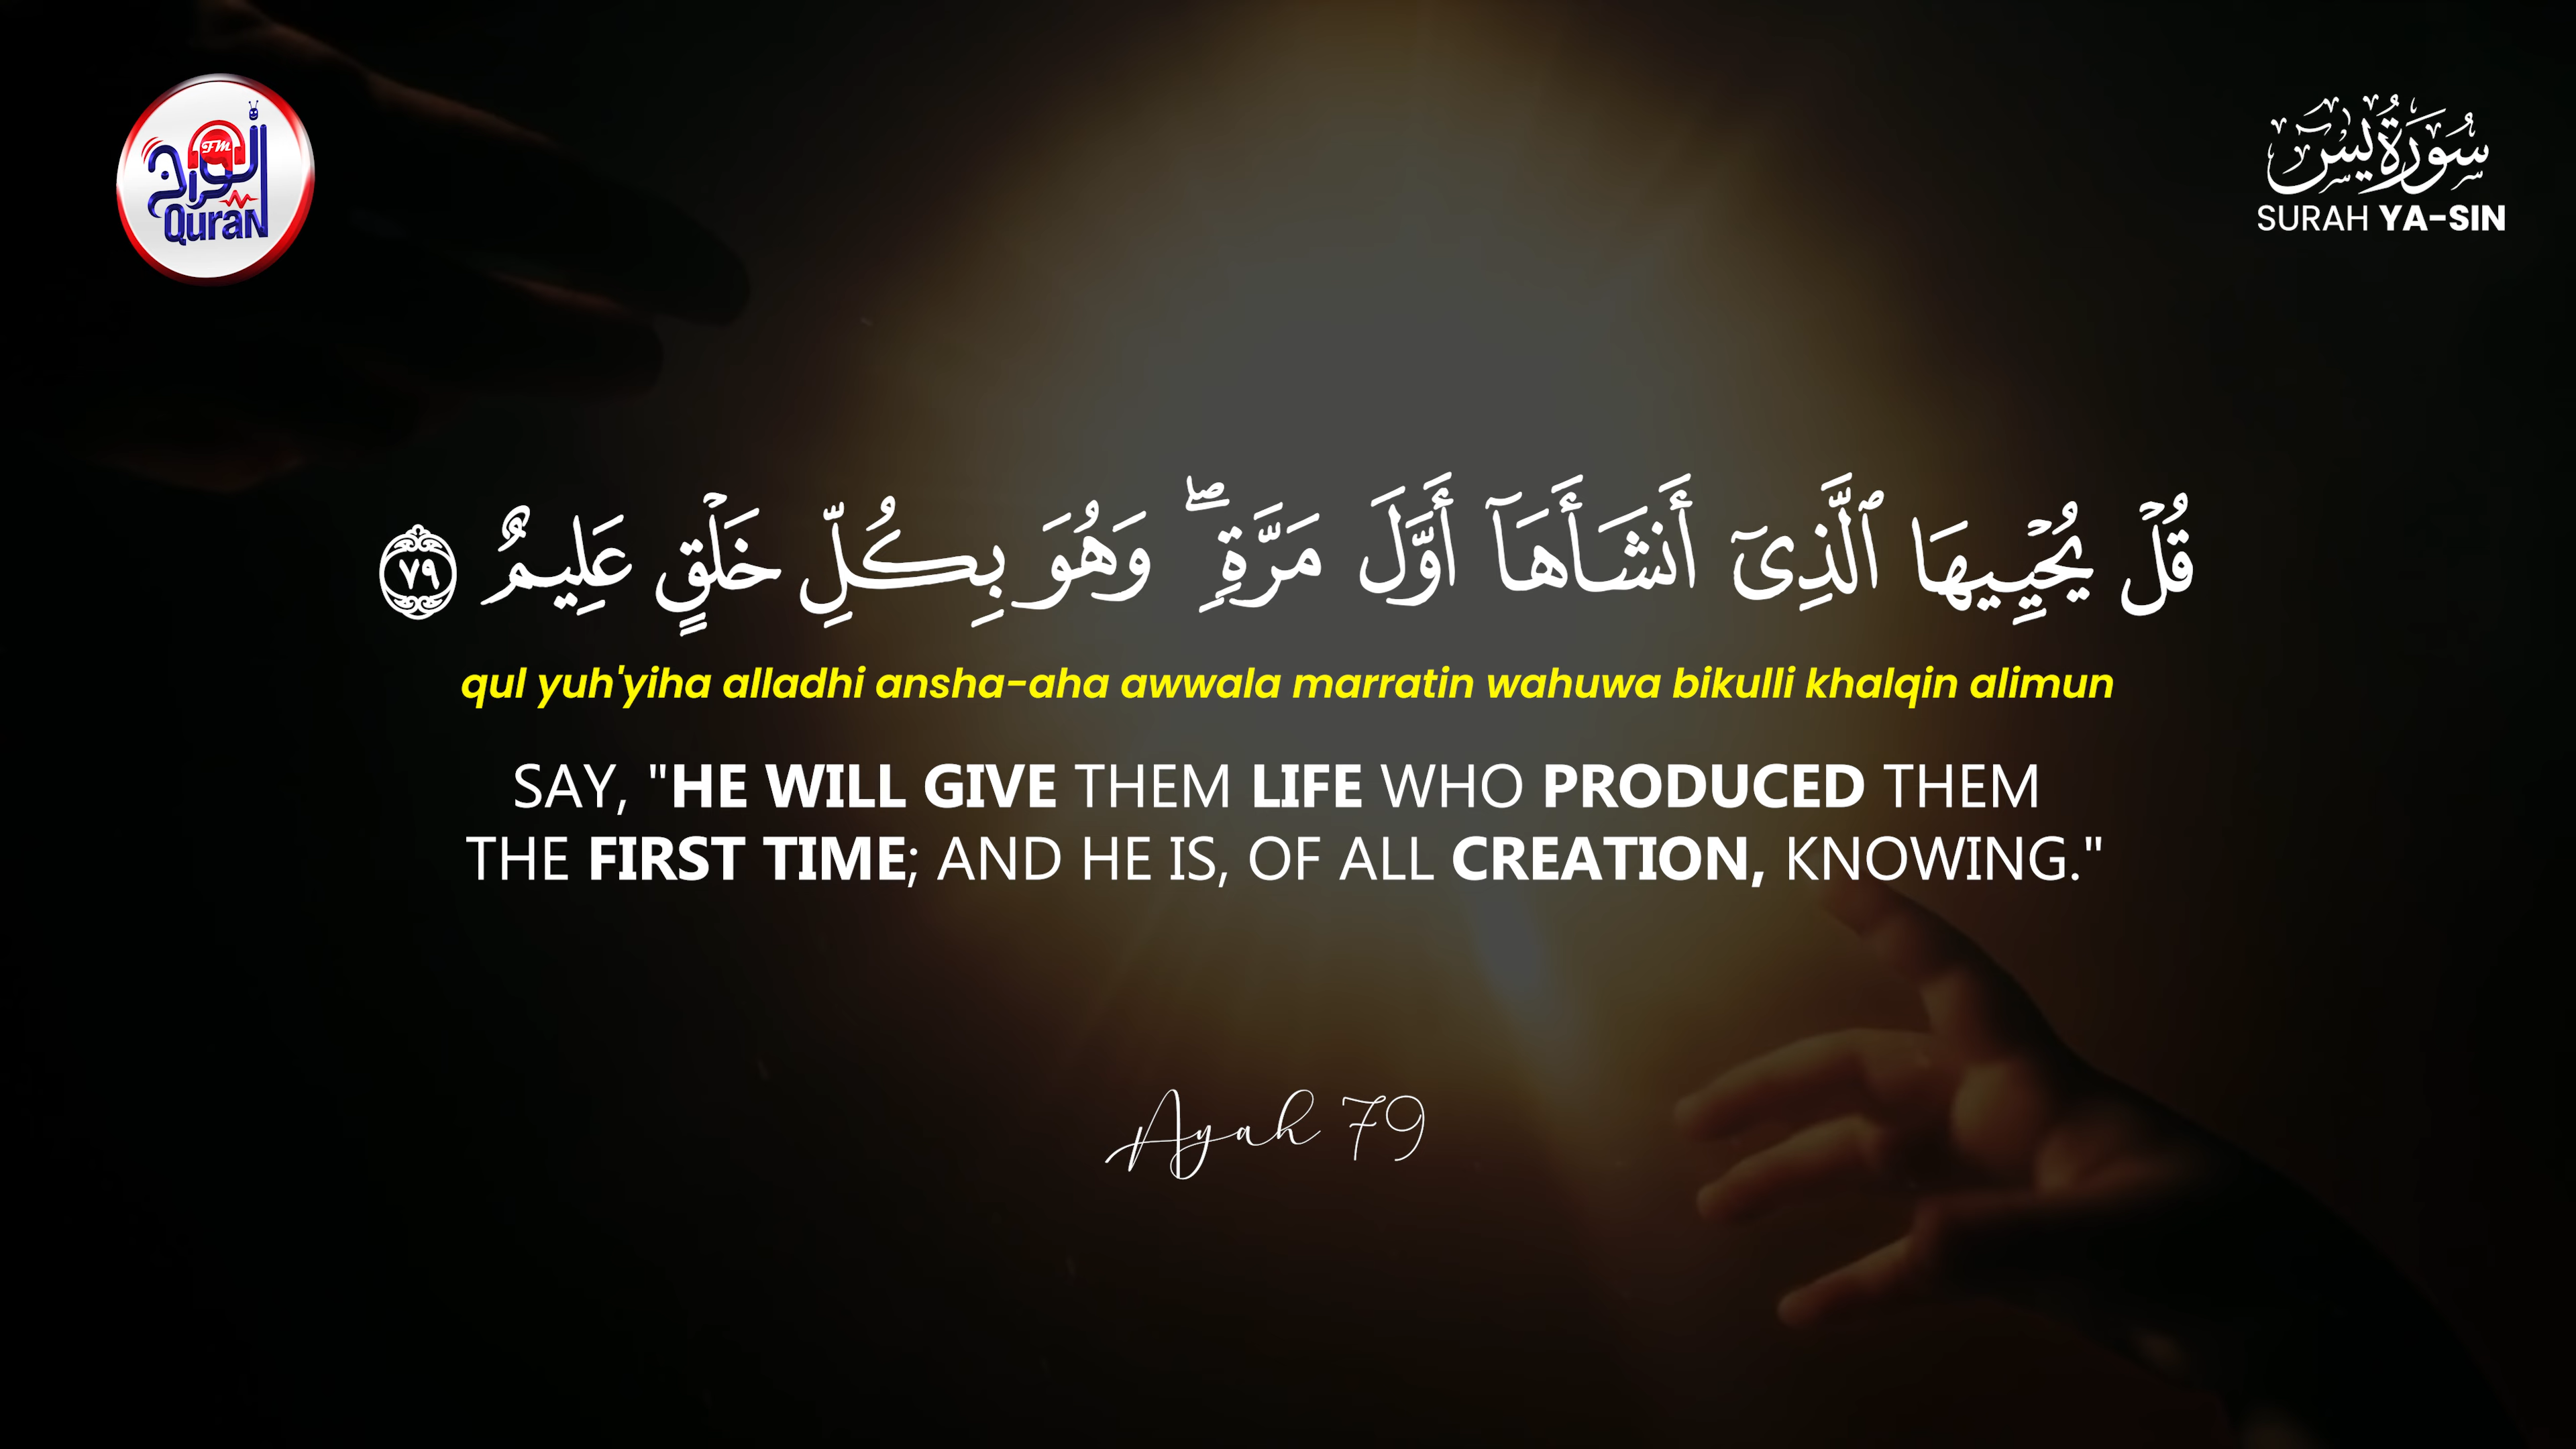 FM
القرآن
Quran
سُورَةُ يسٓ
SURAH YA-SIN
قُلْ يُحْيِيهَا ٱلَّذِىٓ أَنشَأَهَآ أَوَّلَ مَرَّةٍ ۖ وَهُوَ بِكُلِّ خَلْقٍ عَلِيمٌ ٧٩
qul yuh'yiha alladhi ansha-aha awwala marratin wahuwa bikulli khalqin alimun
SAY, "HE WILL GIVE THEM LIFE WHO PRODUCED THEM
THE FIRST TIME; AND HE IS, OF ALL CREATION, KNOWING."
Ayah 79